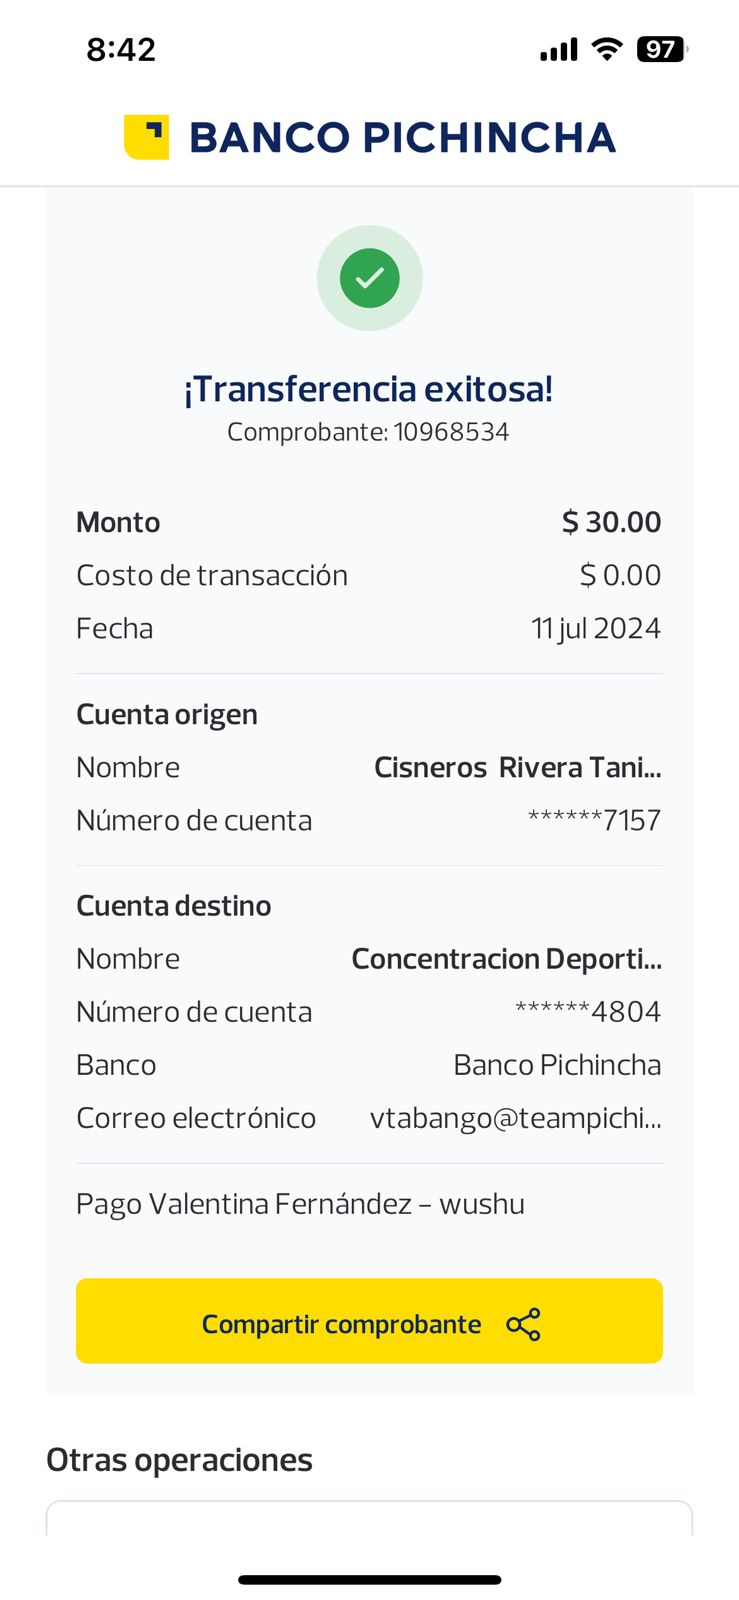 8:42
97
BANCO PICHINCHA
¡Transferencia exitosa!
Comprobante: 10968534
Monto $ 30.00
Costo de transacción $ 0.00
Fecha 11 jul 2024
Cuenta origen
Nombre Cisneros Rivera Tani...
Número de cuenta ******7157
Cuenta destino
Nombre Concentracion Deporti...
Número de cuenta ******4804
Banco Banco Pichincha
Correo electrónico vtabango@teampichi...
Pago Valentina Fernández – wushu
Compartir comprobante
Otras operaciones